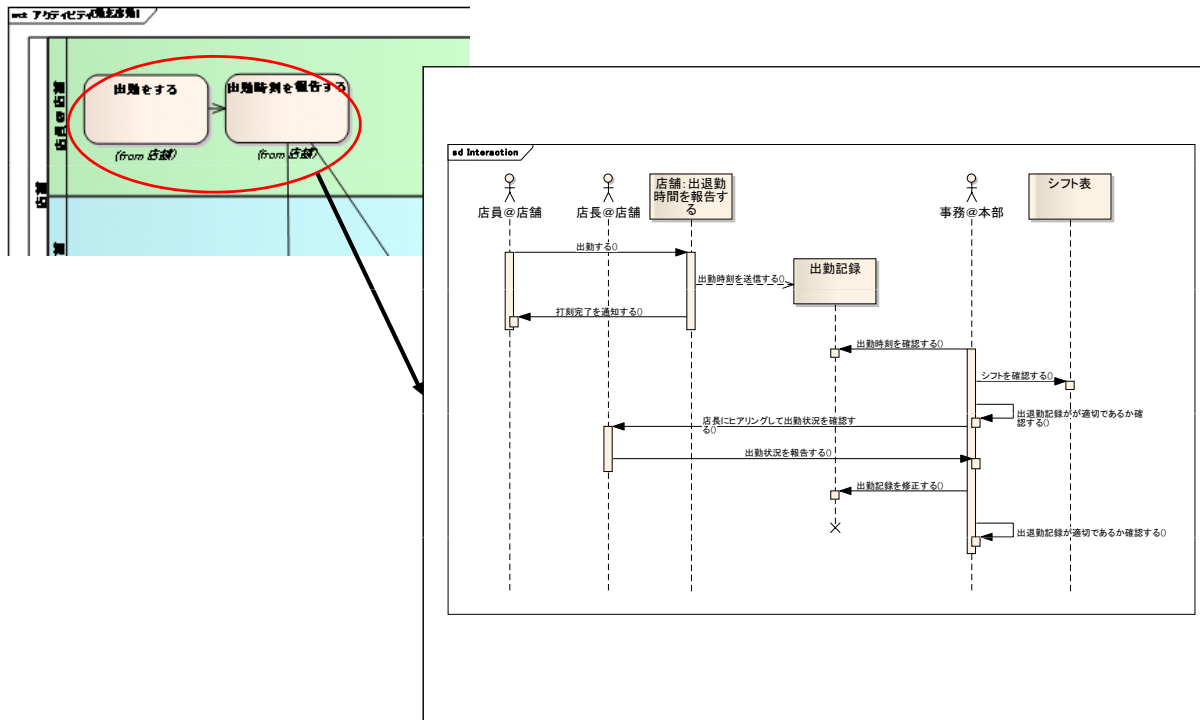 出勤をする
出勤時刻を報告する
(from 店舗)
(from 店舗)
店員@店舗
店舗
sd Interaction
店員@店舗
店長@店舗
店舗:出退勤
時間を報告す
る
事務@本部
シフト表
出勤する()
出勤時刻を送信する()
出勤記録
打刻完了を通知する()
出勤時刻を確認する()
シフトを確認する()
出退勤記録がが適切であるか確
認する()
店長にヒアリングして出勤状況を確認す
る()
出勤状況を報告する()
出勤記録を修正する()
出退勤記録が適切であるか確認する()